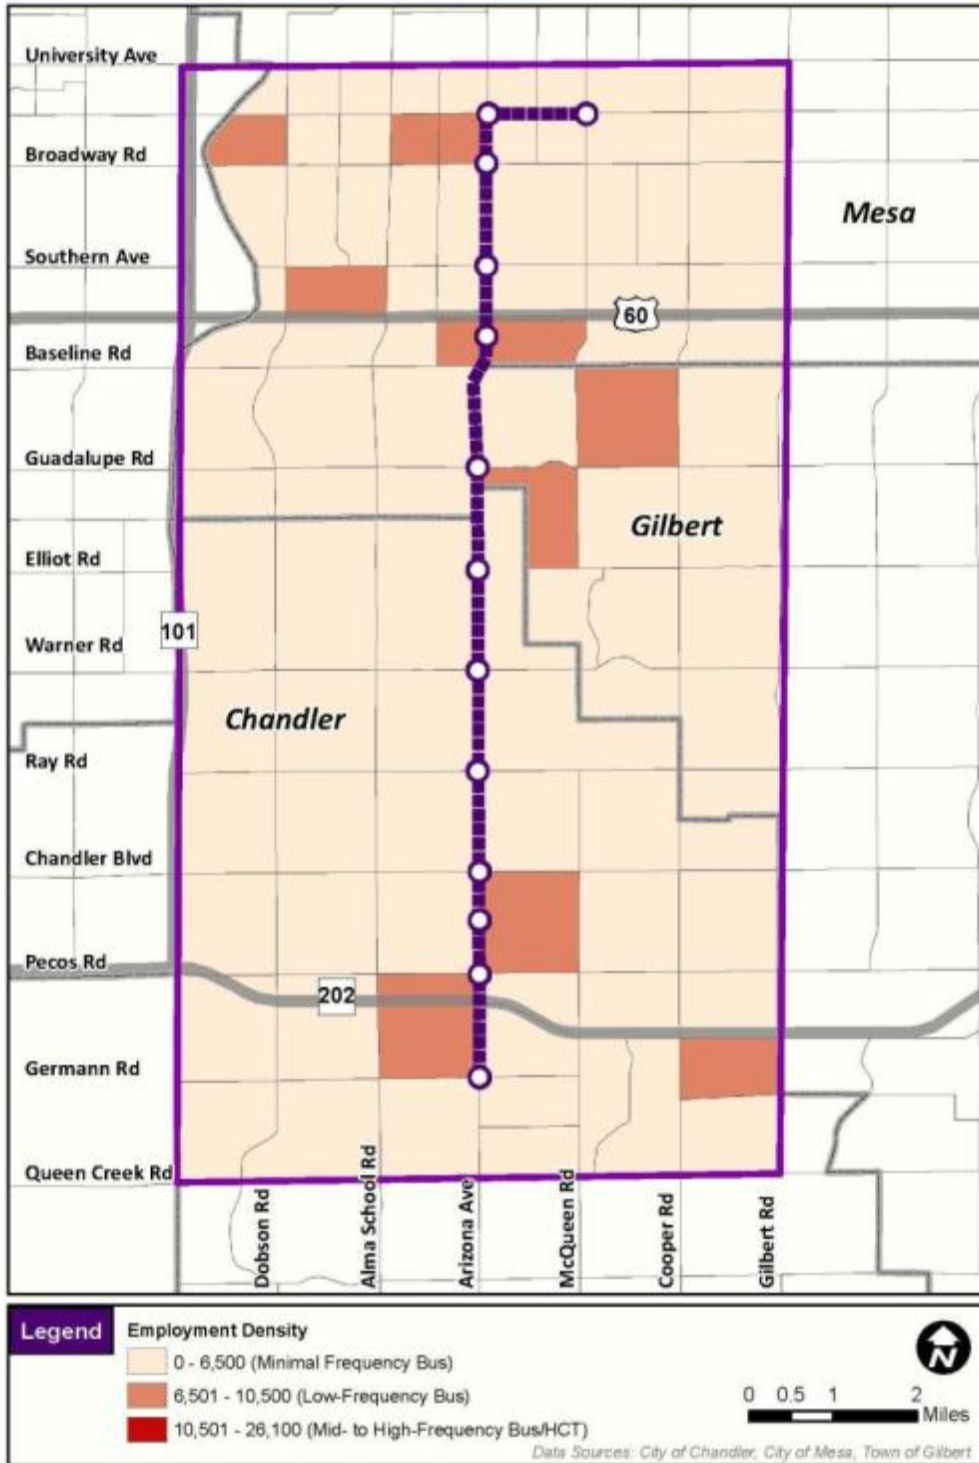 University Ave
Broadway Rd
Mesa
Southern Ave
60
Baseline Rd
Guadalupe Rd
Gilbert
Elliot Rd
101
Warner Rd
Chandler
Ray Rd
Chandler Blvd
Pecos Rd
202
Germann Rd
Queen Creek Rd
Dobson Rd
Alma School Rd
Arizona Ave
McQueen Rd
Cooper Rd
Gilbert Rd
Legend
Employment Density
0 - 6,500 (Minimal Frequency Bus)
6,501 - 10,500 (Low-Frequency Bus)
10,501 - 26,100 (Mid- to High-Frequency Bus/HCT)
N
0 0.5 1 2
Miles
Data Sources: City of Chandler, City of Mesa, Town of Gilbert